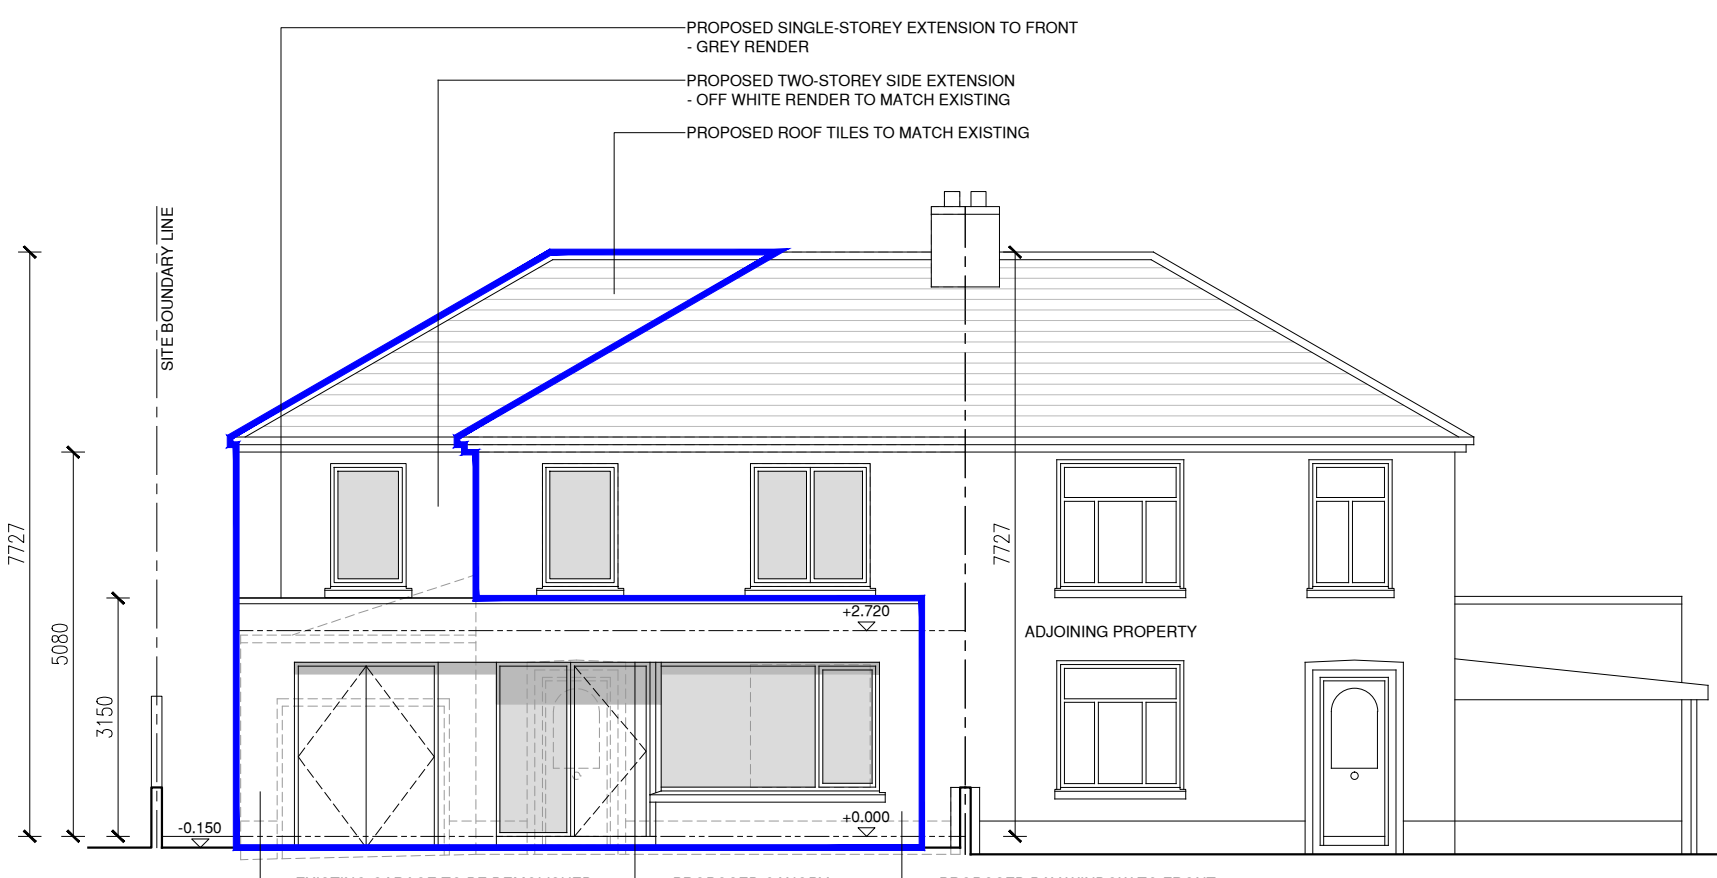 PROPOSED SINGLE-STOREY EXTENSION TO FRONT
- GREY RENDER
PROPOSED TWO-STOREY SIDE EXTENSION
- OFF WHITE RENDER TO MATCH EXISTING
PROPOSED ROOF TILES TO MATCH EXISTING
SITE BOUNDARY LINE
7727
5080
3150
7727
+2.720
ADJOINING PROPERTY
-0.150
+0.000